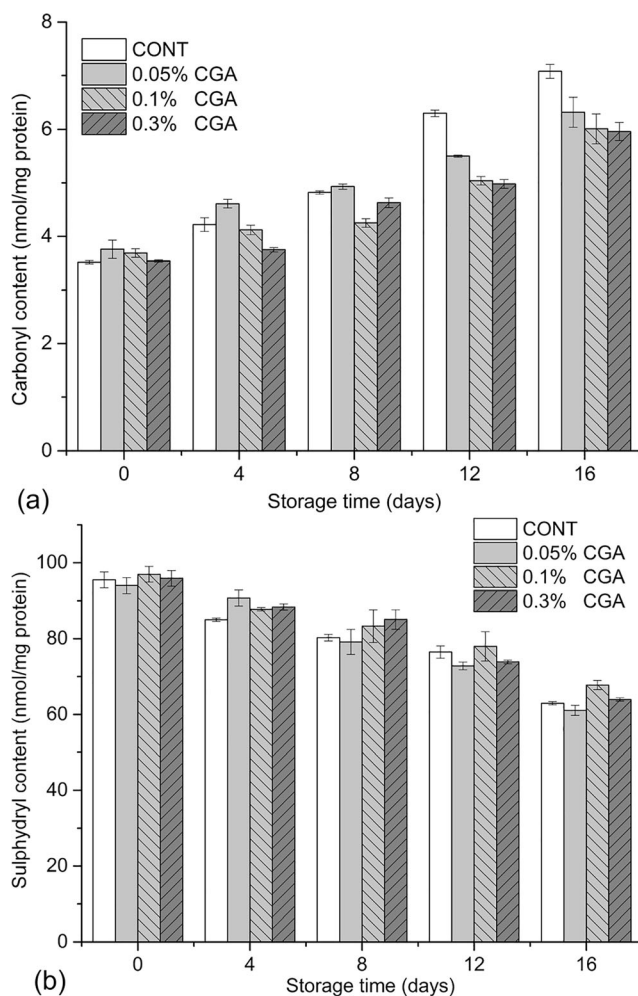 8
6
4
2
0
Carbonyl content (nmol/mg protein)
CONT
0.05% CGA
0.1% CGA
0.3% CGA
0 4 8 12 16
Storage time (days)
(a)
100
80
60
40
20
0
Sulphydryl content (nmol/mg protein)
CONT
0.05% CGA
0.1% CGA
0.3% CGA
0 4 8 12 16
Storage time (days)
(b)